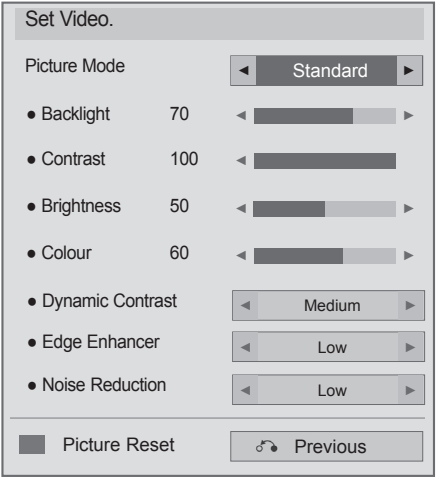 Set Video.
Picture Mode ◄ Standard ►
● Backlight 70 ◄ ►
● Contrast 100 ◄
● Brightness 50 ◄ ►
● Colour 60 ◄ ►
● Dynamic Contrast ◄ Medium ►
● Edge Enhancer ◄ Low ►
● Noise Reduction ◄ Low ►
Picture Reset Previous